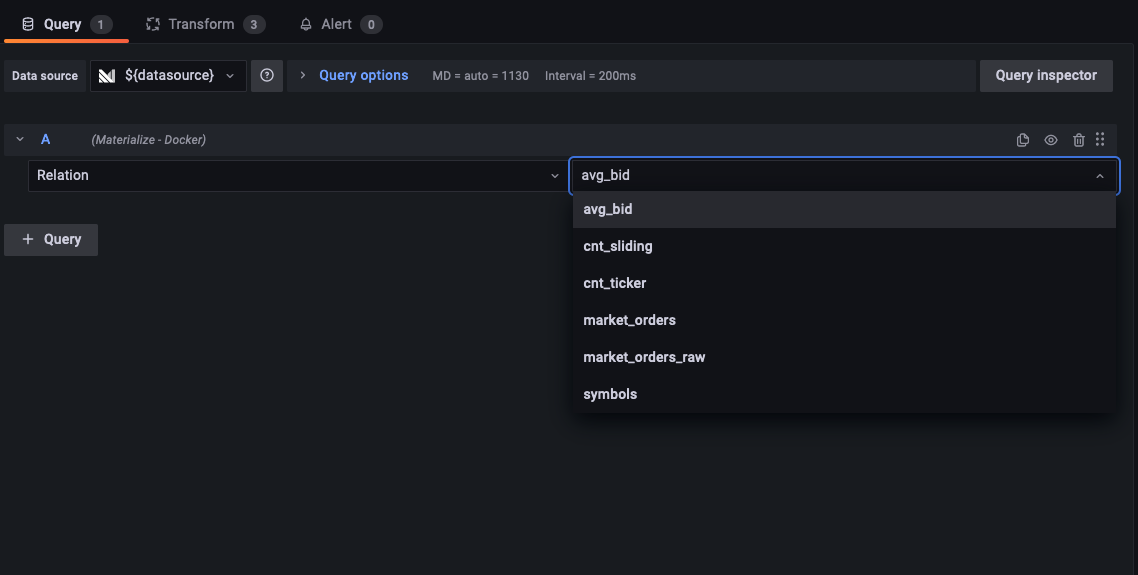 Query 1 Transform 3 Alert 0
Data source ${datasource} Query options MD = auto = 1130 Interval = 200ms Query inspector
A (Materialize - Docker)
Relation avg_bid
avg_bid
+ Query
cnt_sliding
cnt_ticker
market_orders
market_orders_raw
symbols